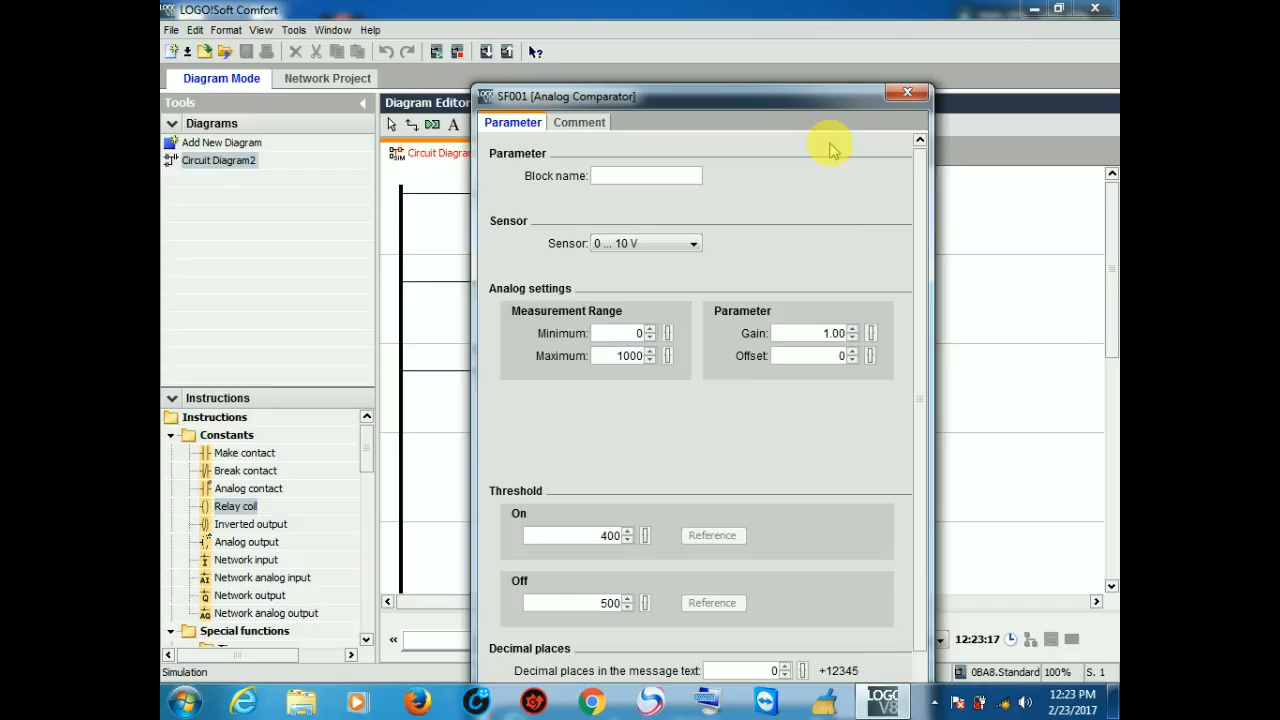 LOGO!Soft Comfort
File Edit Format View Tools Window Help
Diagram Mode Network Project
Tools
Diagrams
Add New Diagram
Circuit Diagram2
Diagram Editor
Circuit Diagram
SF001 [Analog Comparator]
Parameter Comment
Parameter
Block name:
Sensor
Sensor: 0 ... 10 V
Analog settings
Measurement Range
Minimum: 0
Maximum: 1000
Parameter
Gain: 1.00
Offset: 0
Threshold
On
400 Reference
Off
500 Reference
Decimal places
Decimal places in the message text: 0 +12345
Instructions
Instructions
Constants
Make contact
Break contact
Analog contact
Relay coil
Inverted output
Analog output
Network input
Network analog input
Network output
Network analog output
Special functions
12:23:17
Simulation
0BA8.Standard 100% S. 1
LOGO V8
12:23 PM
2/23/2017